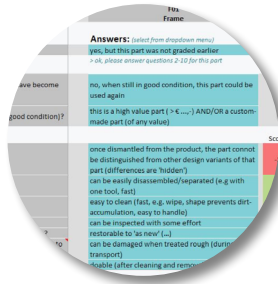 F01
Frame
Answers: (select from dropdown menu)
yes, but this part was not graded earlier
> ok, please answer questions 2-10 for this part
ave become
no, when still in good condition, this part could be
used again
good condition)?
this is a high value part ( > € ...,-) AND/OR a custom-
made part (of any value)
Sco
once dismantled from the product, the part cannot
be distinguished from other design variants of that
part (differences are 'hidden')
can be easily disassembled/separated (e.g with
one tool, fast)
easy to clean (fast, e.g. wipe, shape prevents dirt-
accumulation, easy to handle)
can be inspected with some effort
?
restorable to 'as new' (...)
to
can be damaged when treated rough (during
transport)
doable (after cleaning and